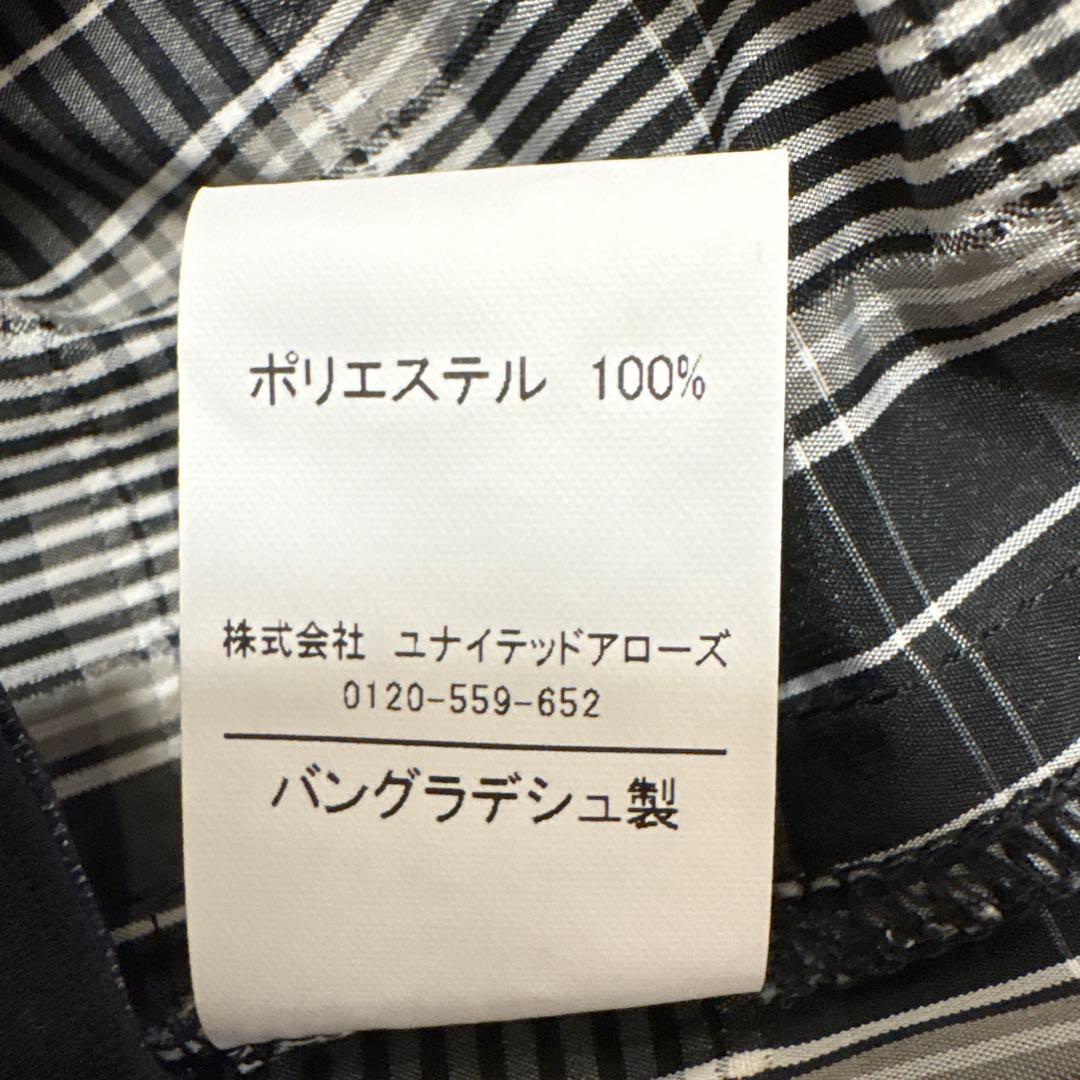 ポリエステル 100%
株式会社 ユナイテッドアローズ
0120-559-652
バングラデシュ製